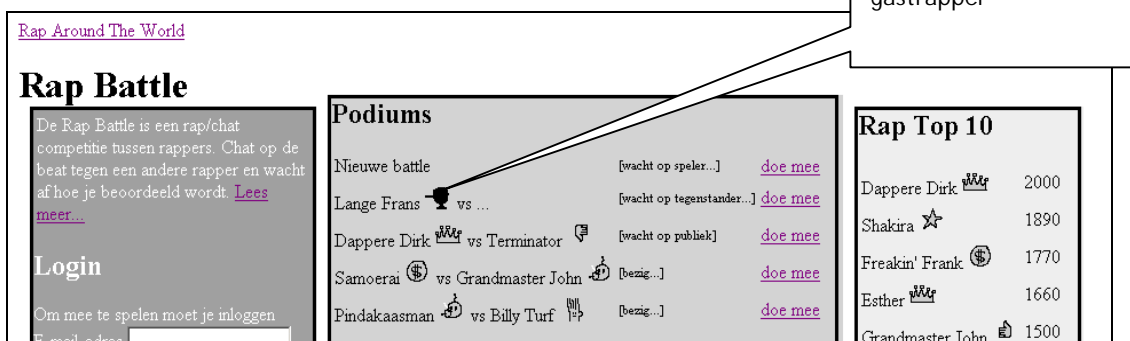 gastrapper
Rap Around The World
Rap Battle
De Rap Battle is een rap/chat
competitie tussen rappers. Chat op de
beat tegen een andere rapper en wacht
af hoe je beoordeeld wordt. Lees
meer...
Login
Om mee te spelen moet je inloggen
E-mail-adres
Podiums
Nieuwe battle [wacht op speler...] doe mee
Lange Frans vs ... [wacht op tegenstander...] doe mee
Dappere Dirk vs Terminator [wacht op publiek] doe mee
Samoerai vs Grandmaster John [bezig...] doe mee
Pindakaasman vs Billy Turf [bezig...] doe mee
Rap Top 10
Dappere Dirk 2000
Shakira 1890
Freakin' Frank 1770
Esther 1660
Grandmaster John 1500